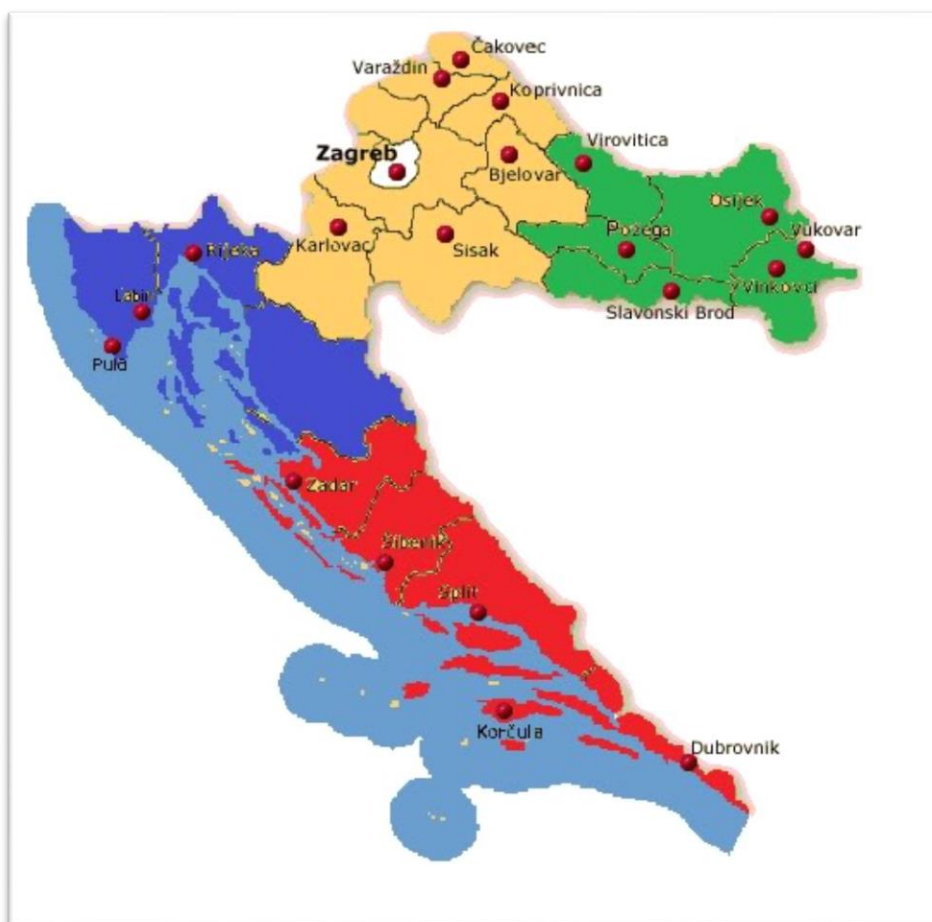 Čakovec
Varaždin
Koprivnica
Virovitica
Zagreb
Bjelovar
Osijek
Karlovac
Sisak
Požega
Vukovar
Rijeka
Vinkovci
Labin
Slavonski Brod
Pula
Zadar
Šibenik
Split
Korčula
Dubrovnik